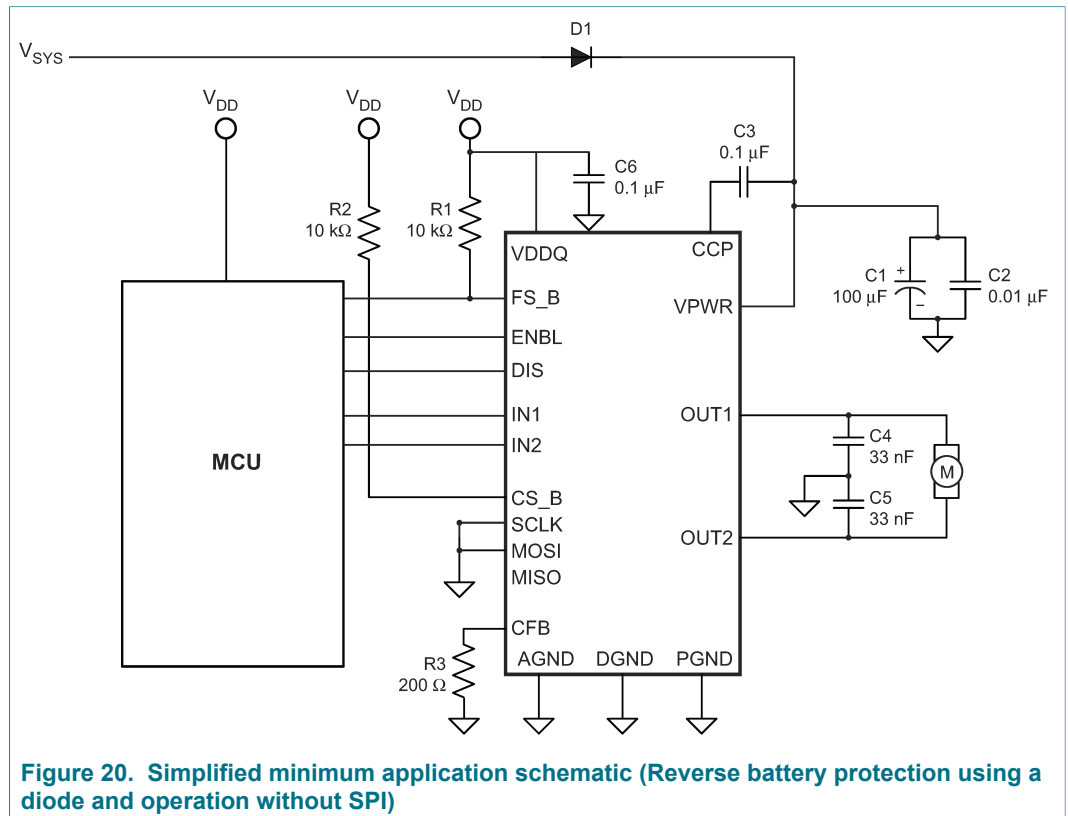 D1
VSYS
VDD
VDD
VDD
C3
0.1 µF
C6
0.1 µF
R2
10 kΩ
R1
10 kΩ
VDDQ
CCP
C1
100 µF
+
−
C2
0.01 µF
FS_B
VPWR
ENBL
DIS
IN1
OUT1
IN2
C4
33 nF
MCU
M
CS_B
C5
33 nF
SCLK
OUT2
MOSI
MISO
CFB
R3
200 Ω
AGND
DGND
PGND
Figure 20. Simplified minimum application schematic (Reverse battery protection using a
diode and operation without SPI)